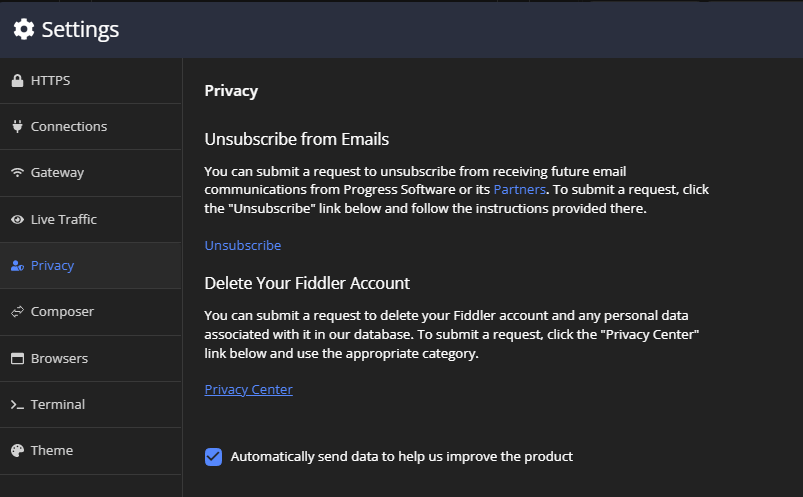 Settings
HTTPS
Connections
Gateway
Live Traffic
Privacy
Composer
Browsers
Terminal
Theme
Privacy
Unsubscribe from Emails
You can submit a request to unsubscribe from receiving future email
communications from Progress Software or its Partners. To submit a request, click
the "Unsubscribe" link below and follow the instructions provided there.
Unsubscribe
Delete Your Fiddler Account
You can submit a request to delete your Fiddler account and any personal data
associated with it in our database. To submit a request, click the "Privacy Center"
link below and use the appropriate category.
Privacy Center
Automatically send data to help us improve the product